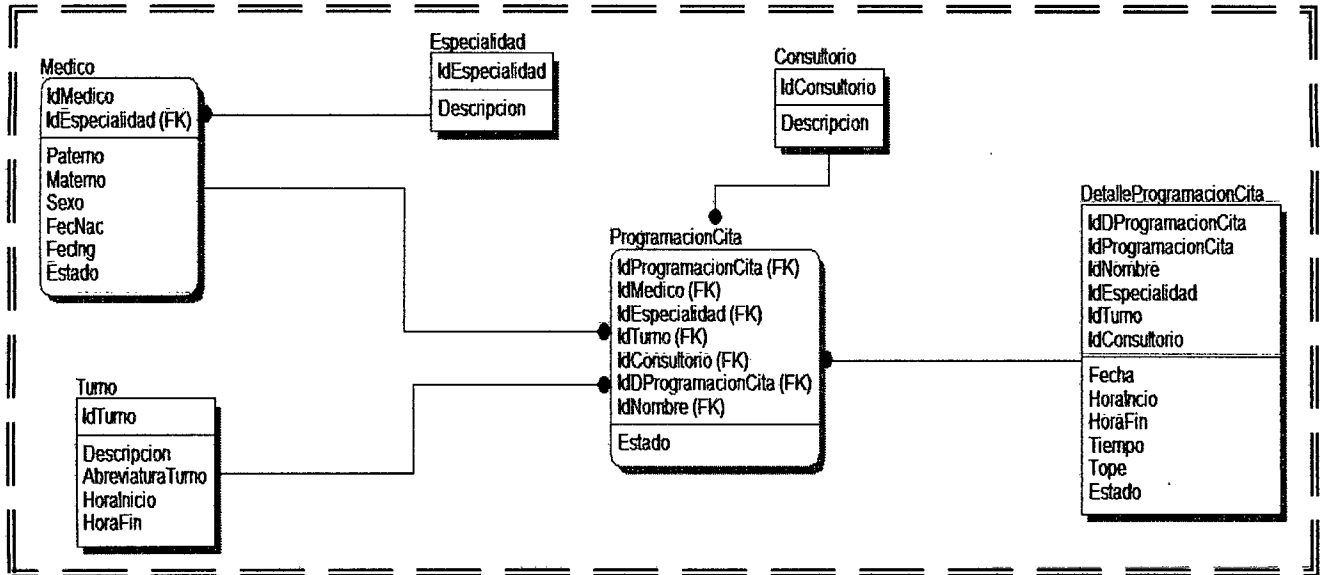 Medico
IdMedico
IdEspecialidad (FK)
Paterno
Materno
Sexo
FecNac
FecIng
Estado
Especialidad
IdEspecialidad
Descripcion
Consultorio
IdConsultorio
Descripcion
ProgramacionCita
IdProgramacionCita (FK)
IdMedico (FK)
IdEspecialidad (FK)
IdTurno (FK)
IdConsultorio (FK)
IdDProgramacionCita (FK)
IdNombre (FK)
Estado
DetalleProgramacionCita
IdDProgramacionCita
IdProgramacionCita
IdNombre
IdEspecialidad
IdTurno
IdConsultorio
Fecha
HoraIncio
HoraFin
Tiempo
Tope
Estado
Turno
IdTurno
Descripcion
AbreviaturaTurno
HoraInicio
HoraFin